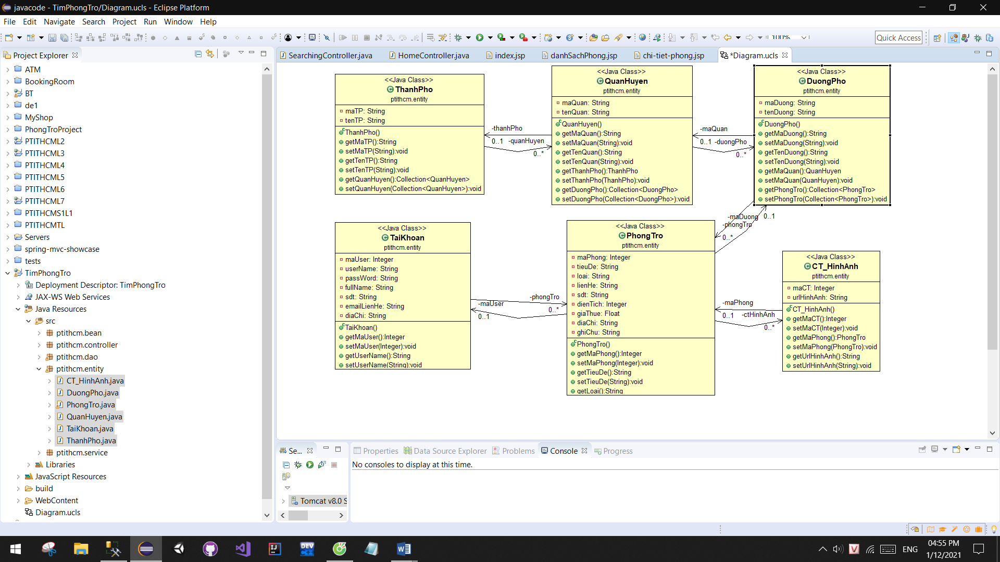 javacode - TimPhongTro/Diagram.ucls - Eclipse Platform
File Edit Navigate Search Project Run Window Help
100%
Quick Access
Project Explorer
ATM
BookingRoom
BT
de1
MyShop
PhongTroProject
PTITHCML2
PTITHCML3
PTITHCML4
PTITHCML5
PTITHCML6
PTITHCML7
PTITHCMS1L1
PTITHCMTL
Servers
spring-mvc-showcase
tests
TimPhongTro
Deployment Descriptor: TimPhongTro
JAX-WS Web Services
Java Resources
src
ptithcm.bean
ptithcm.controller
ptithcm.dao
ptithcm.entity
CT_HinhAnh.java
DuongPho.java
PhongTro.java
QuanHuyen.java
TaiKhoan.java
ThanhPho.java
ptithcm.service
Libraries
JavaScript Resources
build
WebContent
Diagram.ucls
SearchingController.java HomeController.java index.jsp danhSachPhong.jsp chi-tiet-phong.jsp *Diagram.ucls
<<Java Class>>
ThanhPho
ptithcm.entity
maTP: String
tenTP: String
ThanhPho()
getMaTP():String
setMaTP(String):void
getTenTP():String
setTenTP(String):void
getQuanHuyen():Collection<QuanHuyen>
setQuanHuyen(Collection<QuanHuyen>):void
-thanhPho
0..1
-quanHuyen
0..*
<<Java Class>>
QuanHuyen
ptithcm.entity
maQuan: String
tenQuan: String
QuanHuyen()
getMaQuan():String
setMaQuan(String):void
getTenQuan():String
setTenQuan(String):void
getThanhPho():ThanhPho
setThanhPho(ThanhPho):void
getDuongPho():Collection<DuongPho>
setDuongPho(Collection<DuongPho>):void
-maQuan
0..1
-duongPho
0..*
<<Java Class>>
DuongPho
ptithcm.entity
maDuong: String
tenDuong: String
DuongPho()
getMaDuong():String
setMaDuong(String):void
getTenDuong():String
setTenDuong(String):void
getMaQuan():QuanHuyen
setMaQuan(QuanHuyen):void
getPhongTro():Collection<PhongTro>
setPhongTro(Collection<PhongTro>):void
-maDuong
0..1
-phongTro
0..*
<<Java Class>>
TaiKhoan
ptithcm.entity
maUser: Integer
userName: String
passWord: String
fullName: String
sdt: String
emailLienHe: String
diaChi: String
TaiKhoan()
getMaUser():Integer
setMaUser(Integer):void
getUserName():String
setUserName(String):void
-phongTro
0..*
-maUser
0..1
<<Java Class>>
PhongTro
ptithcm.entity
maPhong: Integer
tieuDe: String
loai: String
lienHe: String
sdt: String
dienTich: Integer
giaThue: Float
diaChi: String
ghiChu: String
PhongTro()
getMaPhong():Integer
setMaPhong(Integer):void
getTieuDe():String
setTieuDe(String):void
getLoai():String
-maPhong
0..1
-ctHinhAnh
0..*
<<Java Class>>
CT_HinhAnh
ptithcm.entity
maCT: Integer
urlHinhAnh: String
CT_HinhAnh()
getMaCT():Integer
setMaCT(Integer):void
getMaPhong():PhongTro
setMaPhong(PhongTro):void
getUrlHinhAnh():String
setUrlHinhAnh(String):void
Se...
Tomcat v8.0 S
Properties Data Source Explorer Problems Console Progress
No consoles to display at this time.
ENG
04:55 PM
1/12/2021